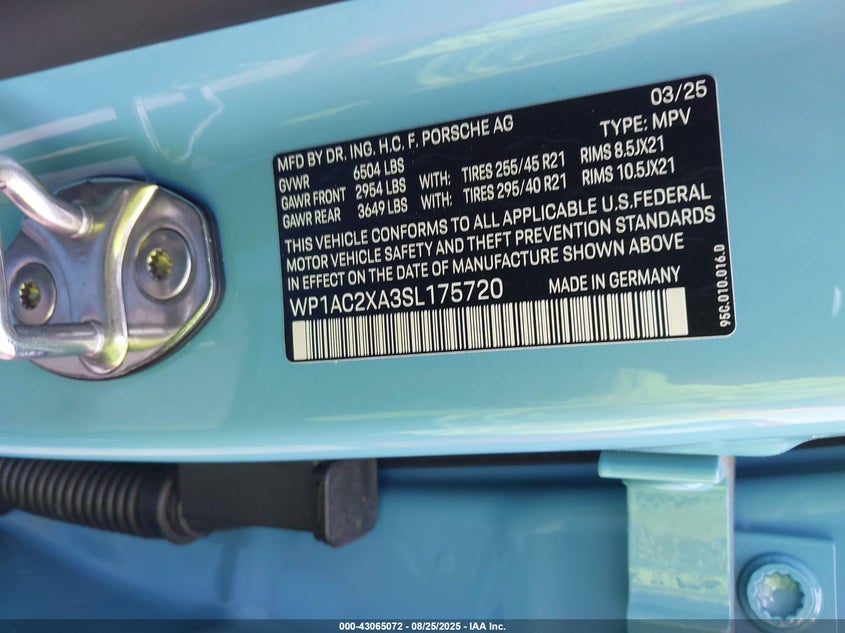 03/25
MFD BY DR. ING. H.C. F. PORSCHE AG TYPE: MPV
GVWR 6504 LBS
GAWR FRONT 2954 LBS WITH: TIRES 255/45 R21 RIMS 8.5JX21
GAWR REAR 3649 LBS WITH: TIRES 295/40 R21 RIMS 10.5JX21
THIS VEHICLE CONFORMS TO ALL APPLICABLE U.S.FEDERAL
MOTOR VEHICLE SAFETY AND THEFT PREVENTION STANDARDS
IN EFFECT ON THE DATE OF MANUFACTURE SHOWN ABOVE
WP1AC2XA3SL175720 MADE IN GERMANY
95C.010.016.D
000-43065072 - 08/25/2025 - IAA Inc.